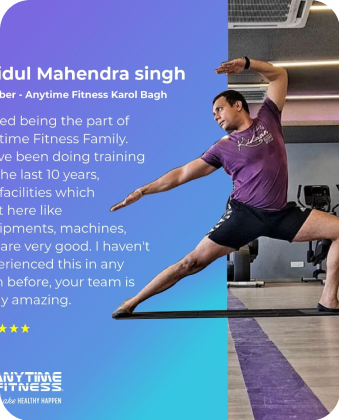 idul Mahendra singh
ber - Anytime Fitness Karol Bagh
ed being the part of
time Fitness Family.
ve been doing training
he last 10 years,
facilities which
t here like
ipments, machines,
are very good. I haven't
erienced this in any
before, your team is
y amazing.
ANYTIME
FITNESS
HEALTHY HAPPEN